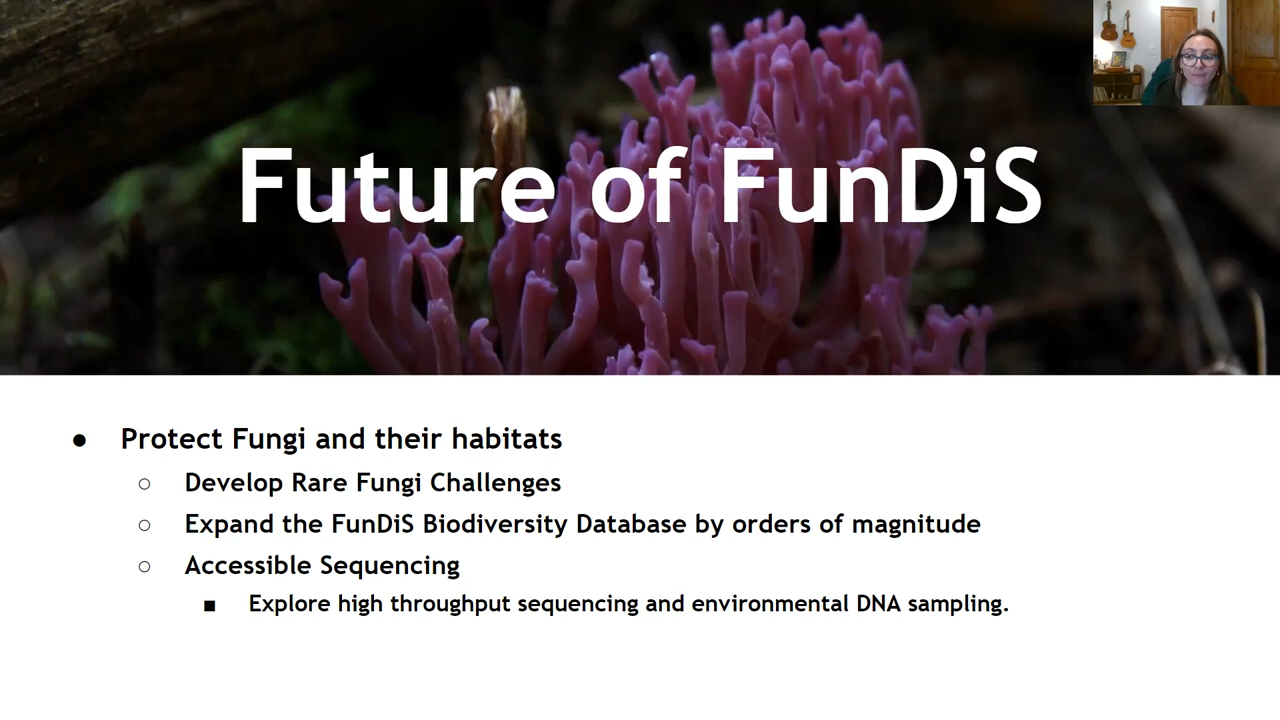 Future of FunDiS
● Protect Fungi and their habitats
○ Develop Rare Fungi Challenges
○ Expand the FunDiS Biodiversity Database by orders of magnitude
○ Accessible Sequencing
■ Explore high throughput sequencing and environmental DNA sampling.